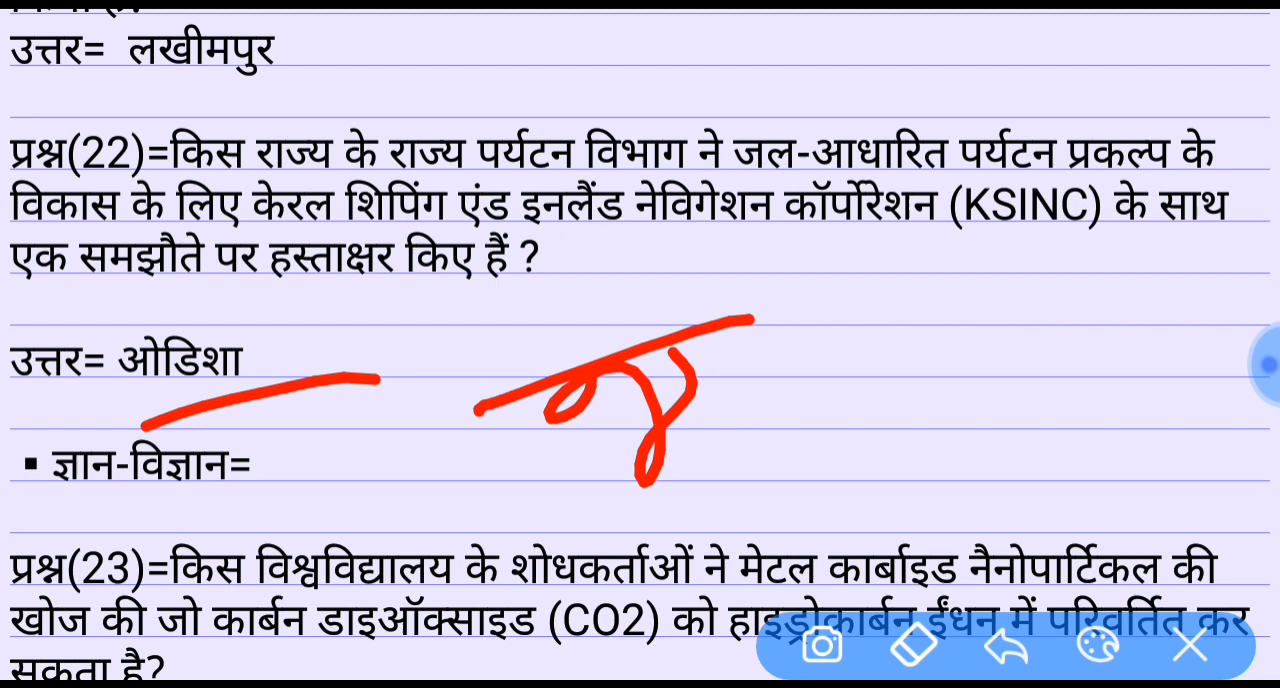 उत्तर= लखीमपुर
प्रश्न(22)=किस राज्य के राज्य पर्यटन विभाग ने जल-आधारित पर्यटन प्रकल्प के
विकास के लिए केरल शिपिंग एंड इनलैंड नेविगेशन कॉर्पोरेशन (KSINC) के साथ
एक समझौते पर हस्ताक्षर किए हैं ?
उत्तर= ओडिशा
▪ ज्ञान-विज्ञान=
प्रश्न(23)=किस विश्वविद्यालय के शोधकर्ताओं ने मेटल कार्बाइड नैनोपार्टिकल की
खोज की जो कार्बन डाइऑक्साइड (CO2) को हाइड्रोकार्बन ईंधन में परिवर्तित कर
सकता है?